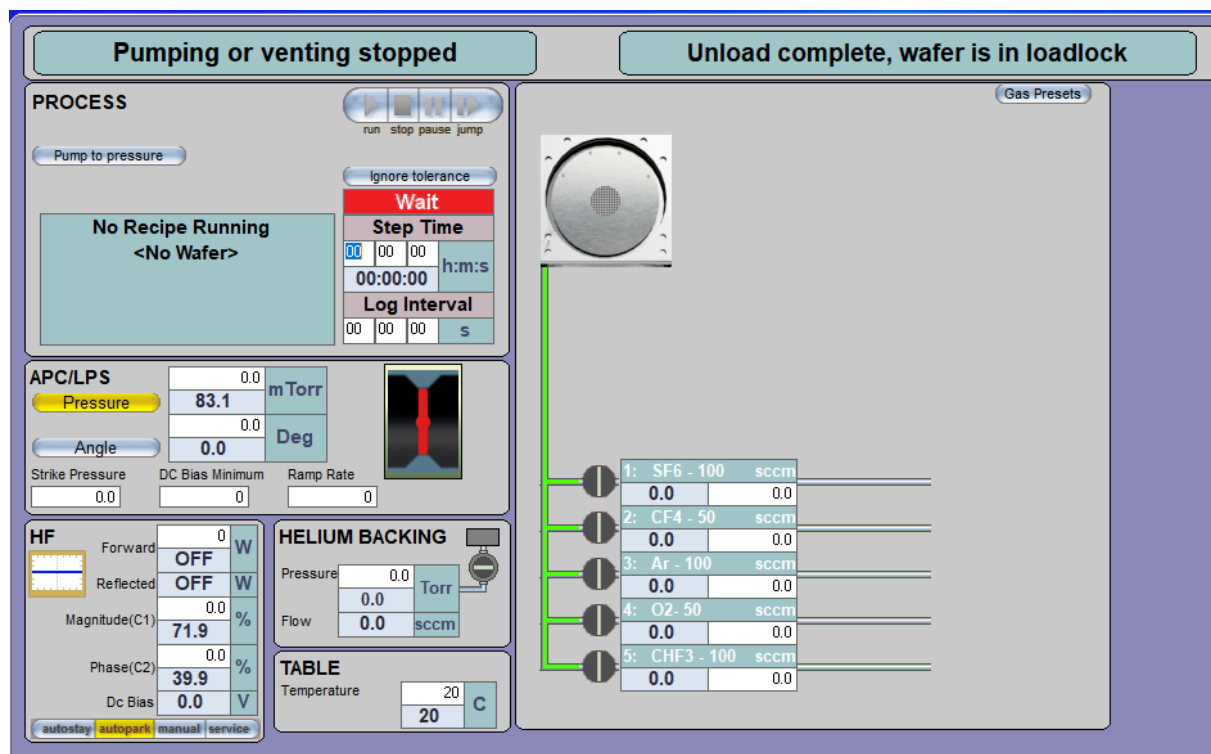 Pumping or venting stopped
Unload complete, wafer is in loadlock
PROCESS
run stop pause jump
Pump to pressure
Ignore tolerance
Wait
No Recipe Running
<No Wafer>
Step Time
00 00 00 h:m:s
00:00:00
Log Interval
00 00 00 s
APC/LPS
0.0 mTorr
Pressure 83.1
0.0 Deg
Angle 0.0
Strike Pressure DC Bias Minimum Ramp Rate
0.0 0 0
HF
Forward 0 W
OFF
Reflected OFF W
Magnitude(C1) 0.0 %
71.9
Phase(C2) 0.0 %
39.9
Dc Bias 0.0 V
autostay autopark manual service
HELIUM BACKING
Pressure 0.0 Torr
0.0
Flow 0.0 sccm
TABLE
Temperature 20 C
20
Gas Presets
1: SF6 - 100 sccm
0.0 0.0
2: CF4 - 50 sccm
0.0 0.0
3: Ar - 100 sccm
0.0 0.0
4: O2- 50 sccm
0.0 0.0
5: CHF3 - 100 sccm
0.0 0.0